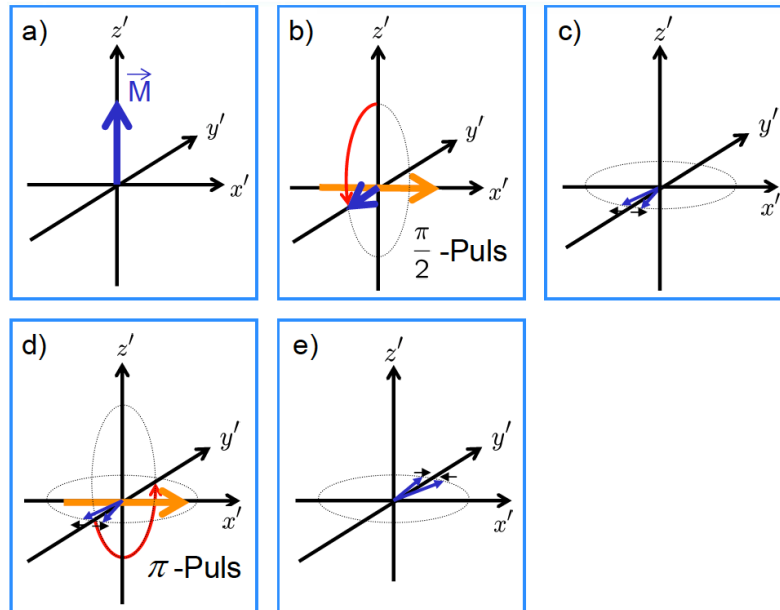 a)
z′
M
y′
x′
b)
z′
y′
x′
π/2 -Puls
c)
z′
y′
x′
d)
z′
y′
x′
π -Puls
e)
z′
y′
x′